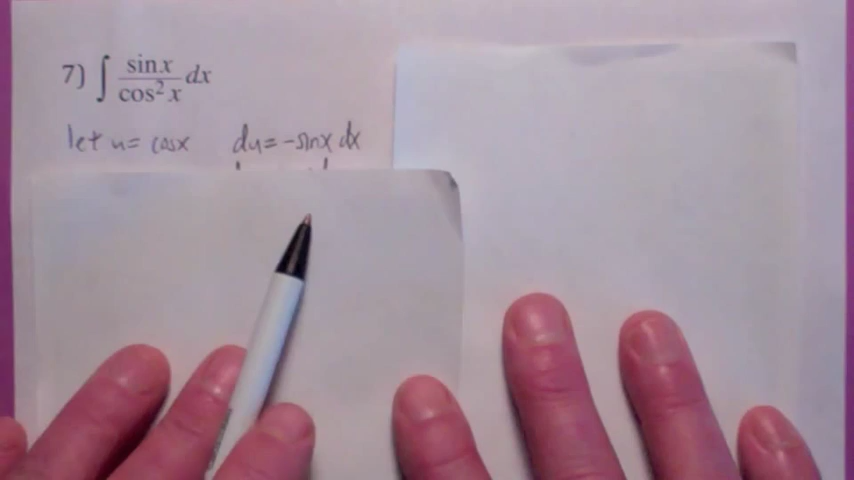 7) ∫ sin x / cos² x dx
let u = cos x du = -sin x dx